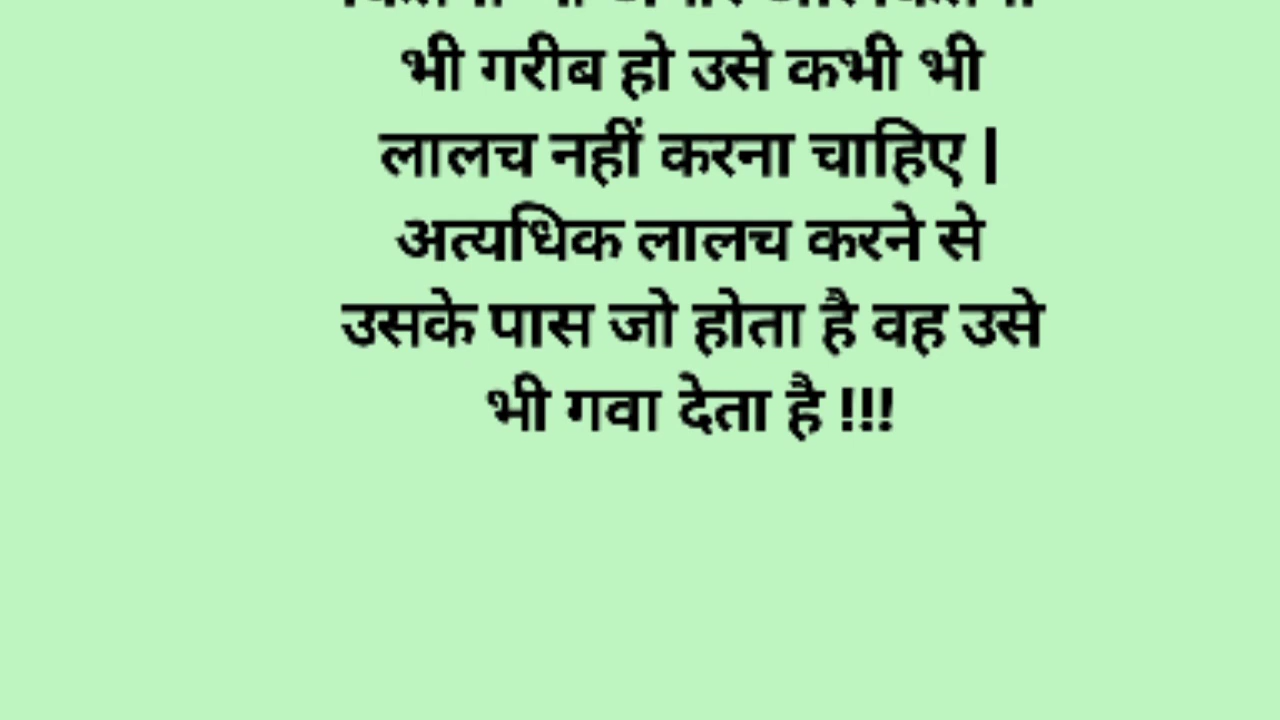 भी गरीब हो उसे कभी भी
लालच नहीं करना चाहिए |
अत्यधिक लालच करने से
उसके पास जो होता है वह उसे
भी गवा देता है !!!